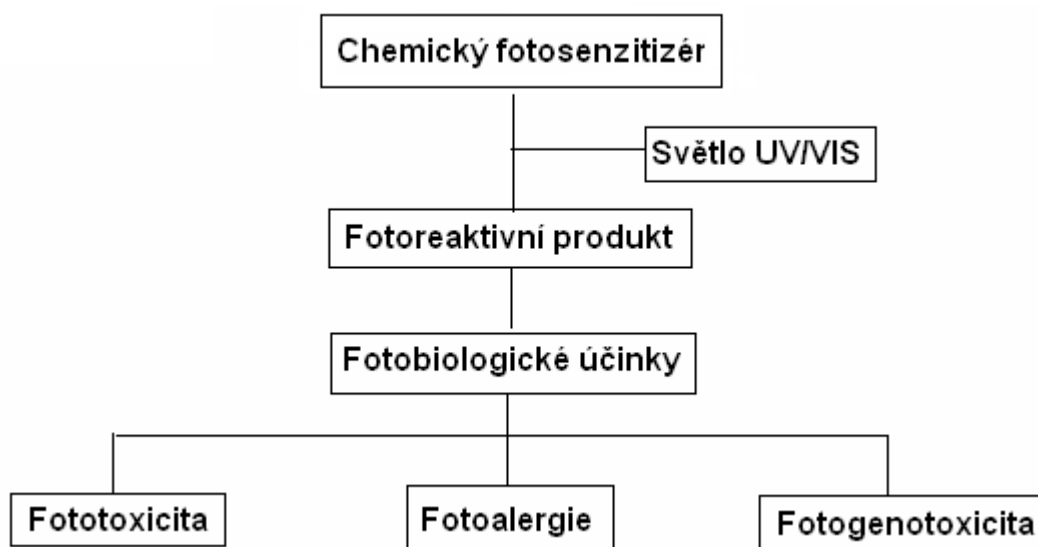 Chemický fotosenzitizér
Světlo UV/VIS
Fotoreaktivní produkt
Fotobiologické účinky
Fototoxicita
Fotoalergie
Fotogenotoxicita